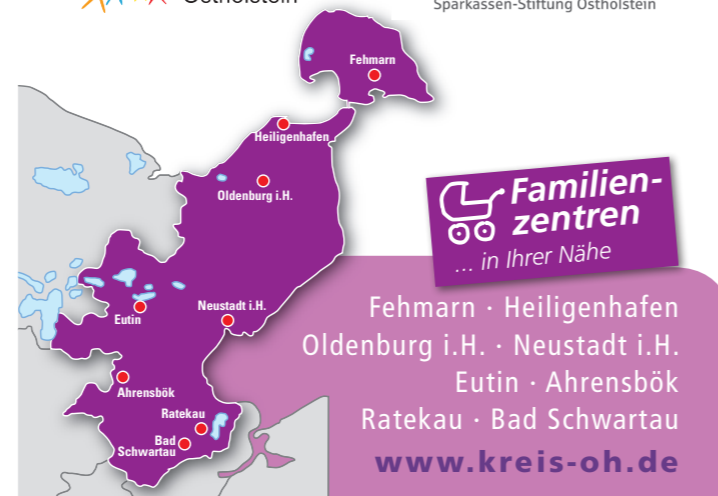 Ostholstein
Sparkassen-Stiftung Ostholstein
Fehmarn
Heiligenhafen
Oldenburg i.H.
Neustadt i.H.
Eutin
Ahrensbök
Ratekau
Bad
Schwartau
Familien-
zentren
... in Ihrer Nähe
Fehmarn · Heiligenhafen
Oldenburg i.H. · Neustadt i.H.
Eutin · Ahrensbök
Ratekau · Bad Schwartau
www.kreis-oh.de